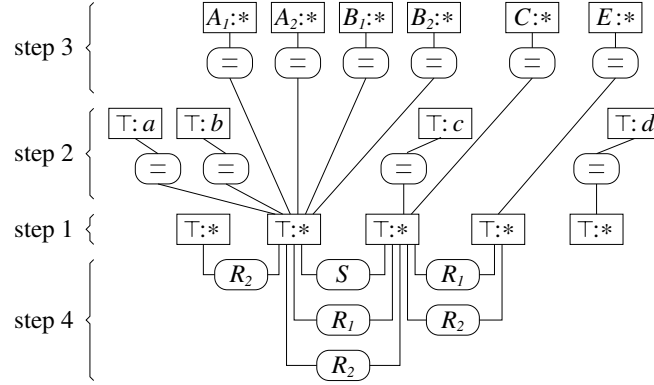 A₁:* A₂:* B₁:* B₂:* C:* E:*
step 3
= = = = = =
⊤: a ⊤: b ⊤: c ⊤: d
step 2
= = = =
step 1 ⊤:* ⊤:* ⊤:* ⊤:* ⊤:*
R₂ S R₁
step 4
R₁ R₂
R₂